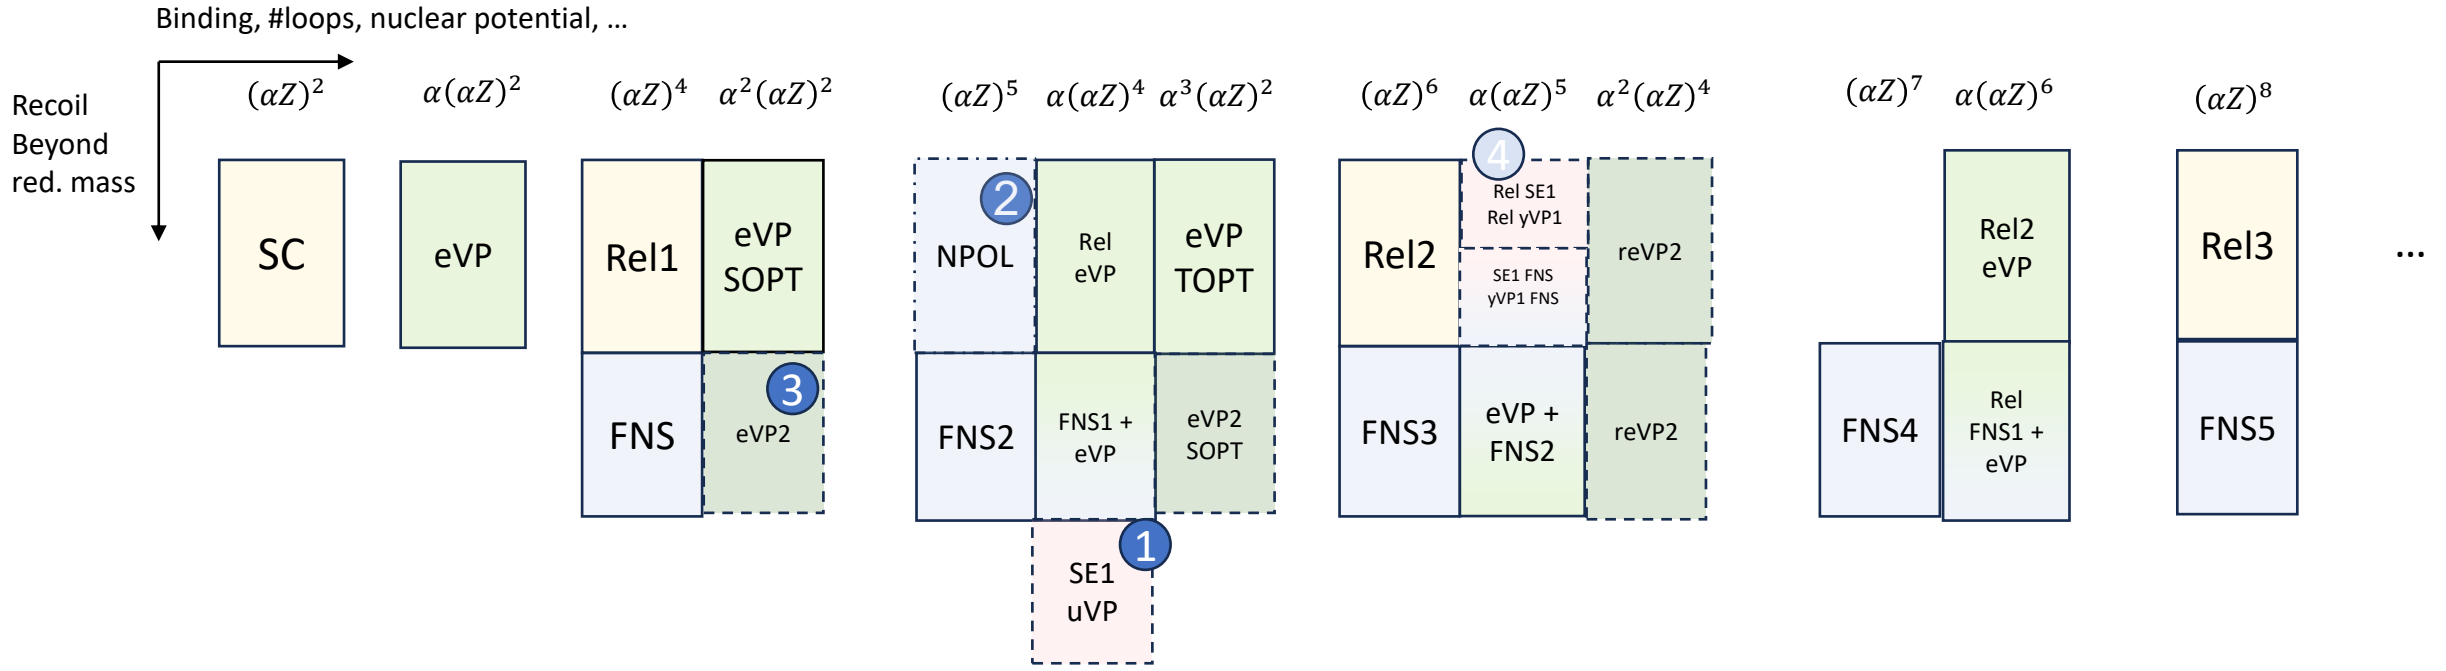 Binding, #loops, nuclear potential, ...
Recoil
Beyond
red. mass
(αZ)²
α(αZ)²
(αZ)⁴
α²(αZ)²
(αZ)⁵
α(αZ)⁴
α³(αZ)²
(αZ)⁶
α(αZ)⁵
α²(αZ)⁴
(αZ)⁷
α(αZ)⁶
(αZ)⁸
SC
eVP
Rel1
eVP
SOPT
2
NPOL
Rel
eVP
eVP
TOPT
Rel2
4
Rel SE1
Rel yVP1
SE1 FNS
yVP1 FNS
reVP2
Rel2
eVP
Rel3
...
FNS
3
eVP2
FNS2
FNS1 +
eVP
eVP2
SOPT
FNS3
eVP +
FNS2
reVP2
FNS4
Rel
FNS1 +
eVP
FNS5
1
SE1
uVP